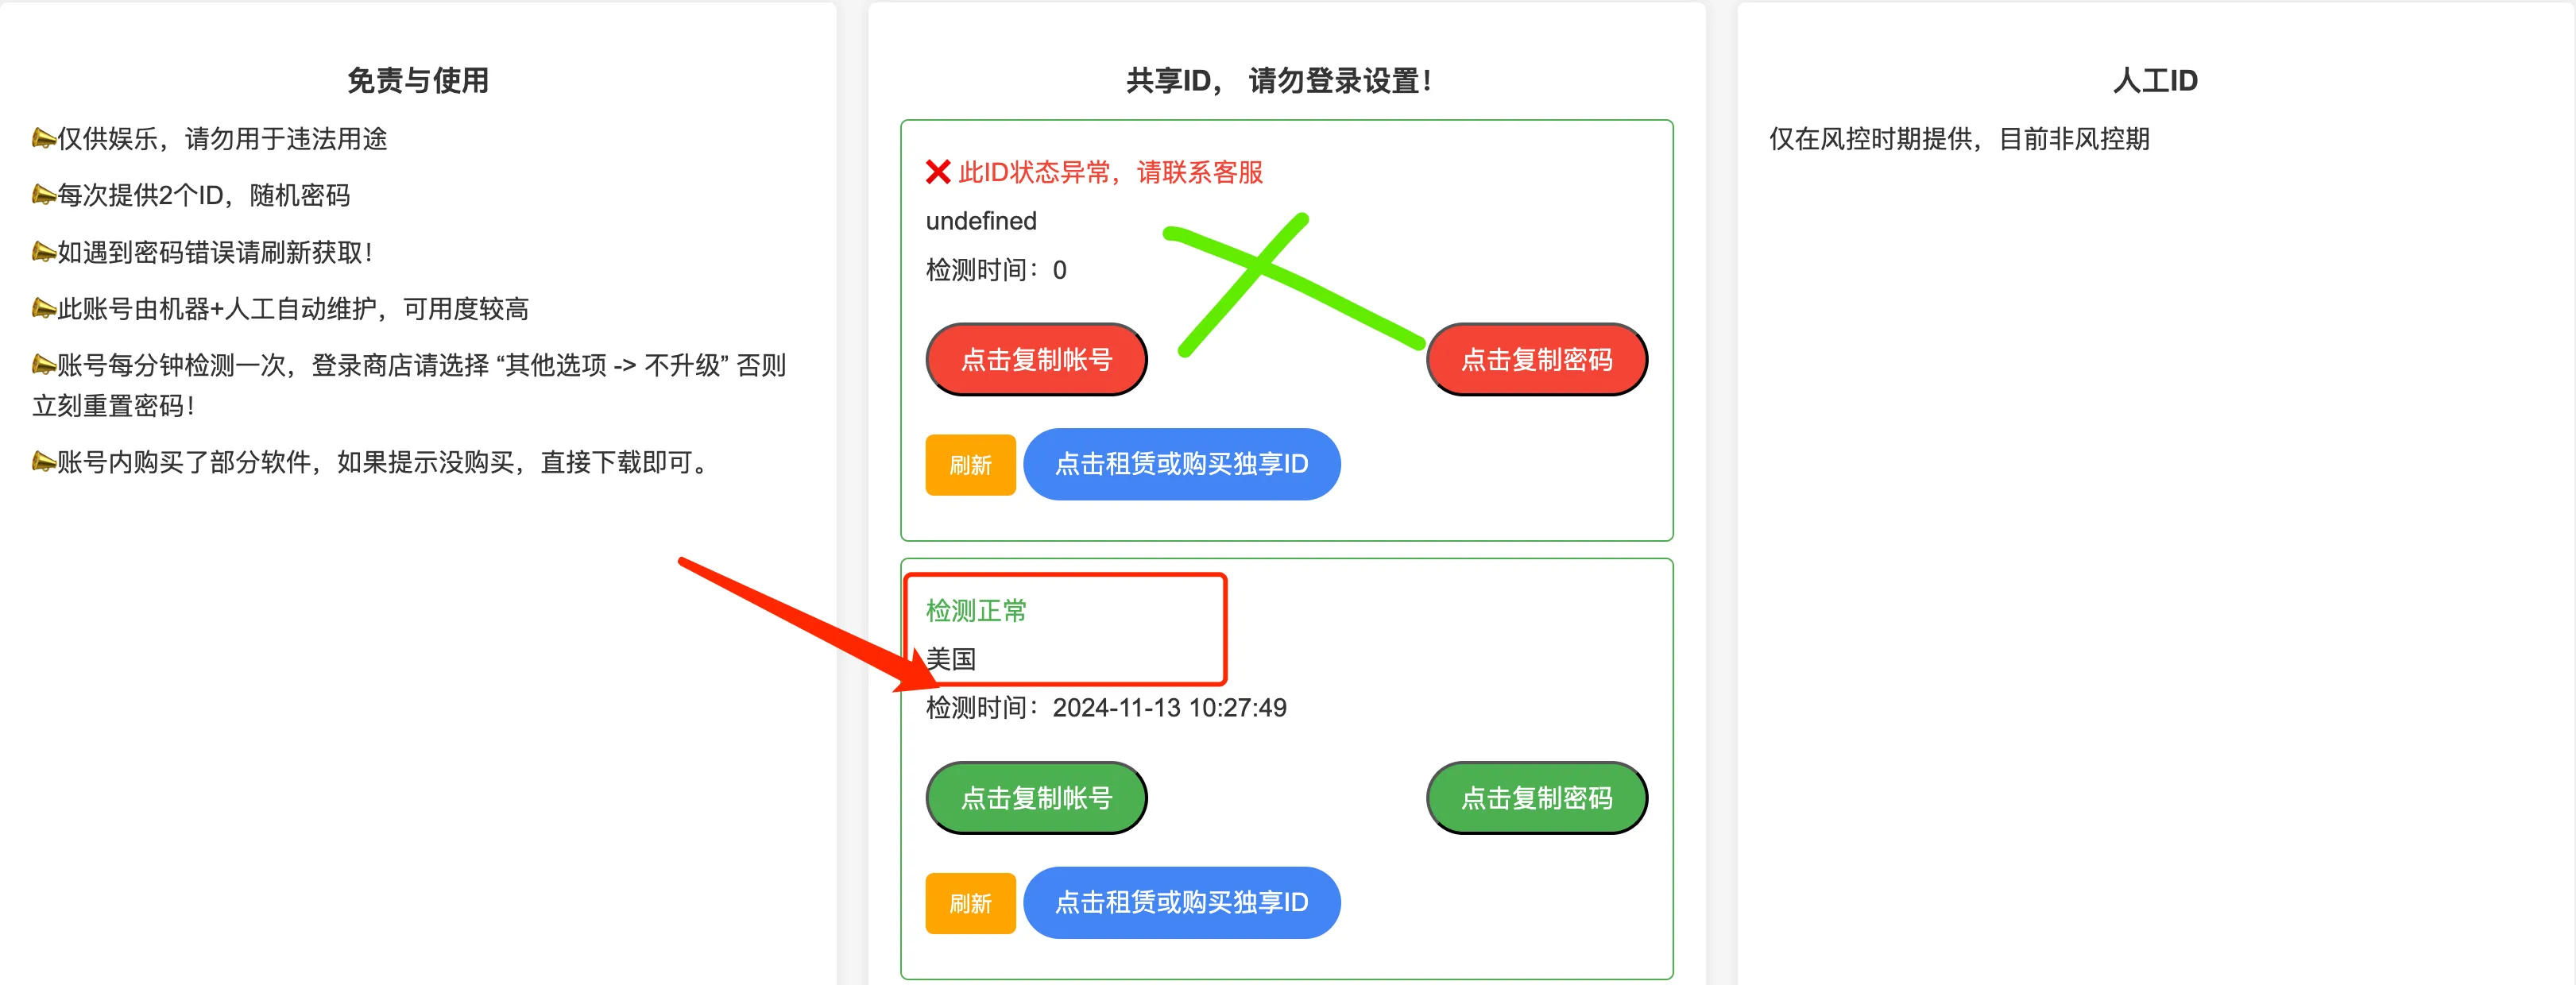 免责与使用
仅供娱乐，请勿用于违法用途
每次提供2个ID，随机密码
如遇到密码错误请刷新获取！
此账号由机器+人工自动维护，可用度较高
账号每分钟检测一次，登录商店请选择 “其他选项 -> 不升级” 否则
立刻重置密码！
账号内购买了部分软件，如果提示没购买，直接下载即可。
共享ID， 请勿登录设置！
此ID状态异常，请联系客服
undefined
检测时间：0
点击复制帐号
点击复制密码
刷新
点击租赁或购买独享ID
检测正常
美国
检测时间：2024-11-13 10:27:49
点击复制帐号
点击复制密码
刷新
点击租赁或购买独享ID
人工ID
仅在风控时期提供，目前非风控期